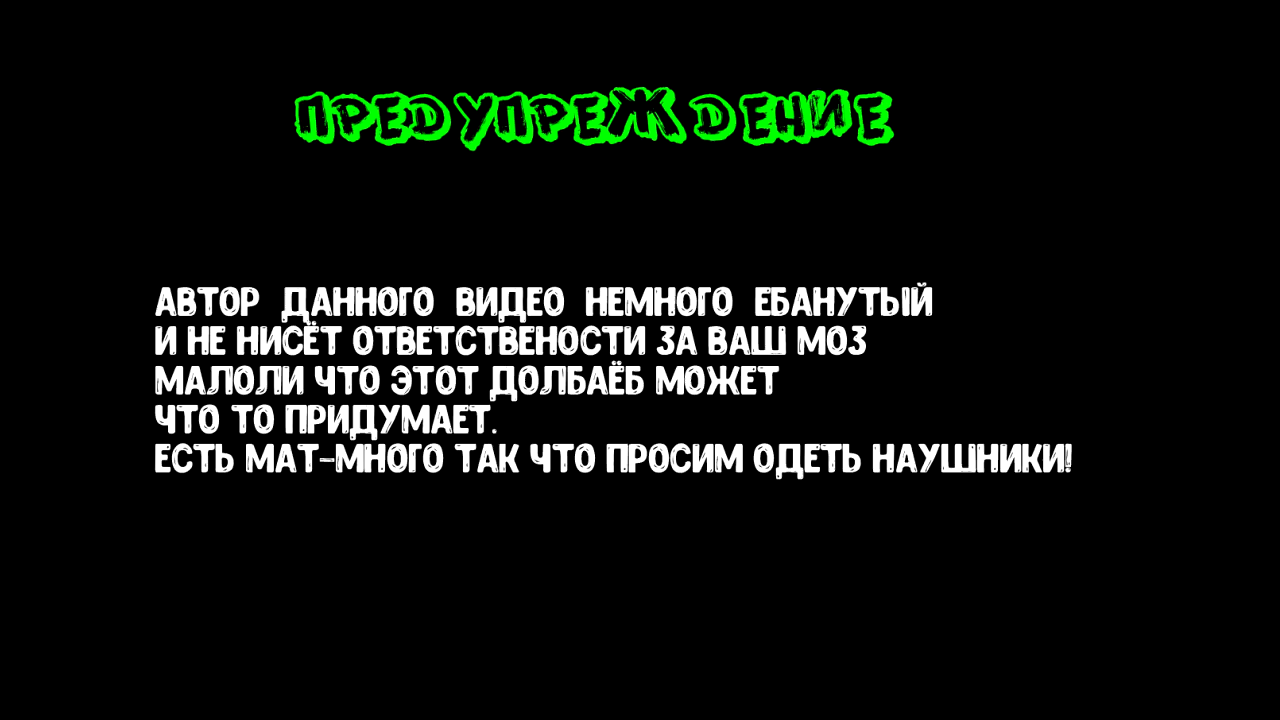 ПРЕДУПРЕЖДЕНИЕ
АВТОР ДАННОГО ВИДЕО НЕМНОГО ЕБАНУТЫЙ
И НЕ НИСЁТ ОТВЕТСТВЕНОСТИ ЗА ВАШ МОЗ
МАЛОЛИ ЧТО ЭТОТ ДОЛБАЁБ МОЖЕТ
ЧТО ТО ПРИДУМАЕТ.
ЕСТЬ МАТ-МНОГО ТАК ЧТО ПРОСИМ ОДЕТЬ НАУШНИКИ!